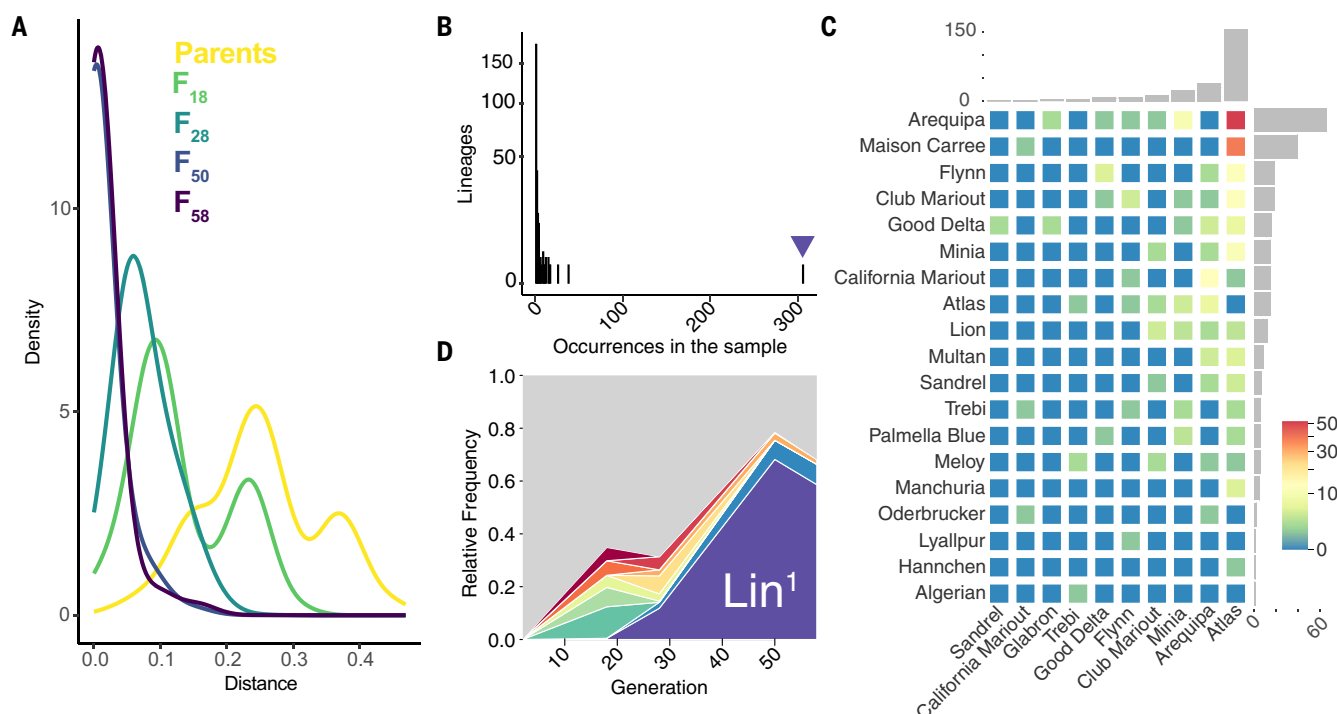 A
Parents
F18
F28
F50
F58
10
5
0
Density
0.0 0.1 0.2 0.3 0.4
Distance
B
150
100
50
0
Lineages
0 100 200 300
Occurrences in the sample
D
1.0
0.8
0.6
0.4
0.2
0.0
Relative Frequency
Lin1
10 20 30 40 50
Generation
C
150
0
Arequipa
Maison Carree
Flynn
Club Mariout
Good Delta
Minia
California Mariout
Atlas
Lion
Multan
Sandrel
Trebi
Palmella Blue
Meloy
Manchuria
Oderbrucker
Lyallpur
Hannchen
Algerian
Sandrel
California Mariout
Glabron
Trebi
Good Delta
Flynn
Club Mariout
Minia
Arequipa
Atlas
0 60
50
30
10
0